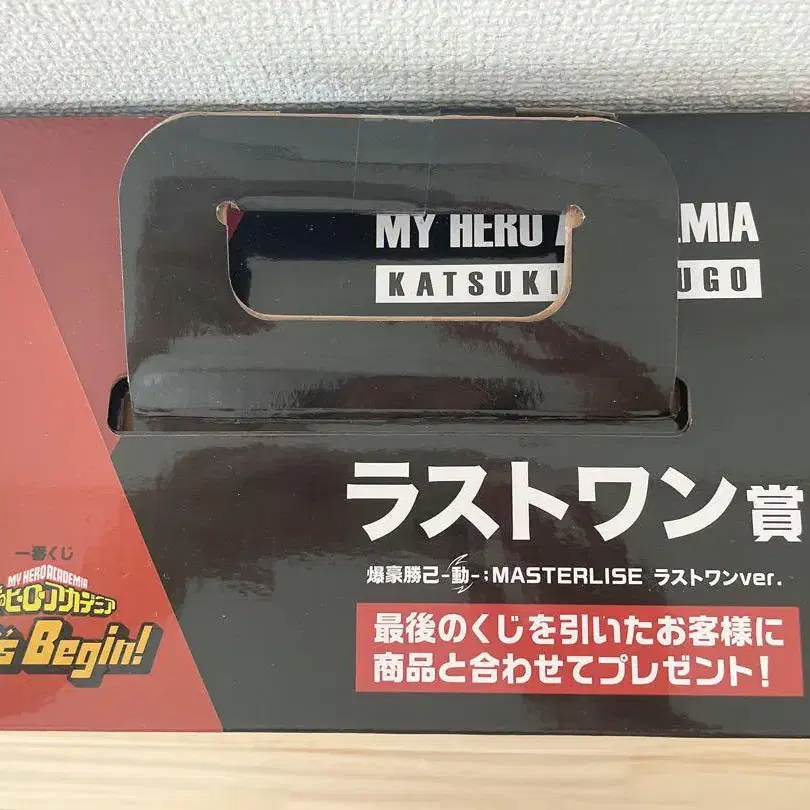 MY HERO
EMIA
KATSUKI
UGO
ラストワン賞
爆豪勝己-動-;MASTERLISE ラストワンver.
最後のくじを引いたお客様に
商品と合わせてプレゼント!
一番くじ
MY HERO ACADEMIA
のヒーローアカデミア
's Begin!